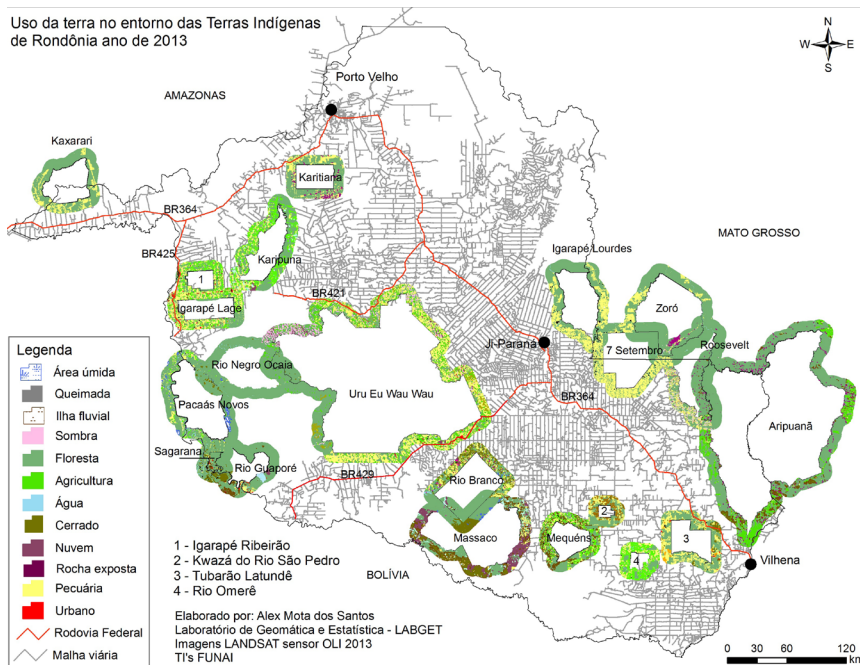 Uso da terra no entorno das Terras Indígenas
de Rondônia ano de 2013
N
W E
S
Porto Velho
AMAZONAS
Kaxarari
Karitiana
BR364
MATO GROSSO
BR425
Karipuna
Igarapé Lourdes
1
Igarapé Lage
BR421
Zoró
Ji-Paraná
7 Setembro
Roosevelt
Legenda
Área úmida
Queimada
Ilha fluvial
Sombra
Floresta
Agricultura
Água
Cerrado
Nuvem
Rocha exposta
Pecuária
Urbano
Rodovia Federal
Malha viária
Rio Negro Ocaia
Uru Eu Wau Wau
BR364
Pacaás Novos
Aripuanã
Sagarana
Rio Guaporé
BR429
Rio Branco
2
Massaco
Mequéns
3
4
Vilhena
1 - Igarapé Ribeirão
2 - Kwazá do Rio São Pedro
3 - Tubarão Latundê
4 - Rio Omerê
BOLÍVIA
Elaborado por: Alex Mota dos Santos
Laboratório de Geomática e Estatística - LABGET
Imagens LANDSAT sensor OLI 2013
TI's FUNAI
0 30 60 120
km